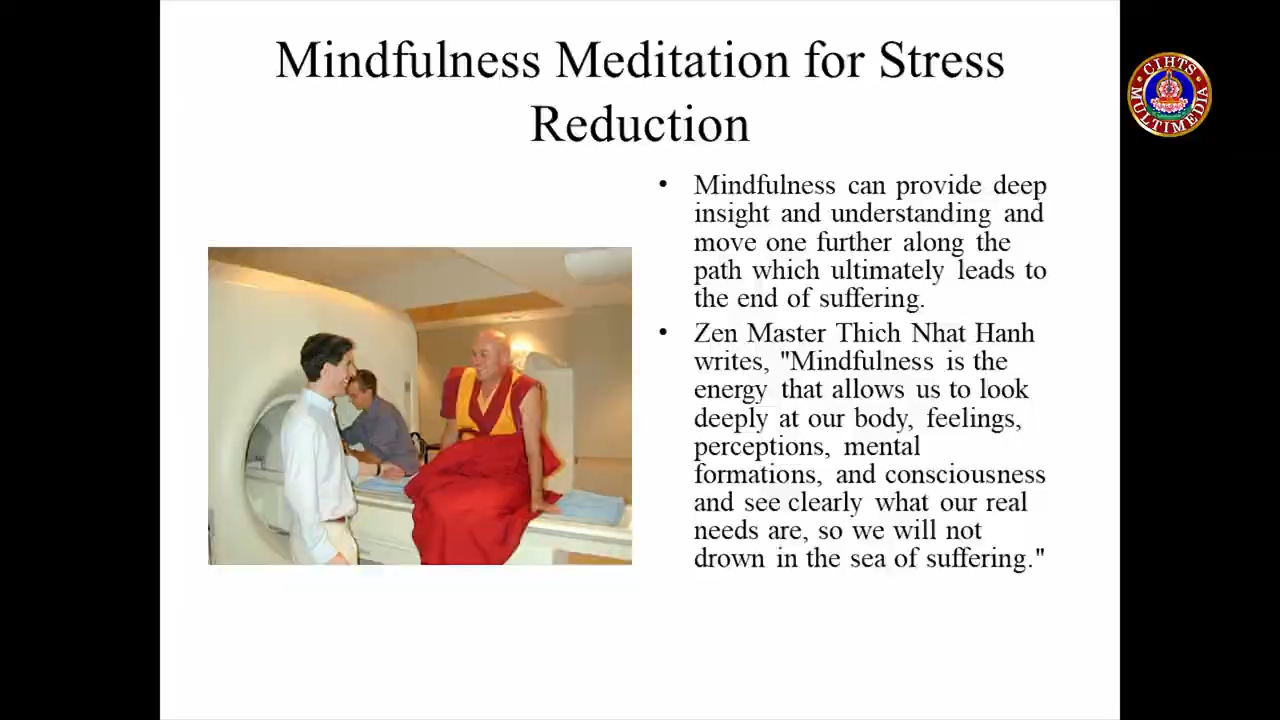 Mindfulness Meditation for Stress
Reduction
CIHTS
MULTIMEDIA
• Mindfulness can provide deep
insight and understanding and
move one further along the
path which ultimately leads to
the end of suffering.
• Zen Master Thich Nhat Hanh
writes, "Mindfulness is the
energy that allows us to look
deeply at our body, feelings,
perceptions, mental
formations, and consciousness
and see clearly what our real
needs are, so we will not
drown in the sea of suffering."